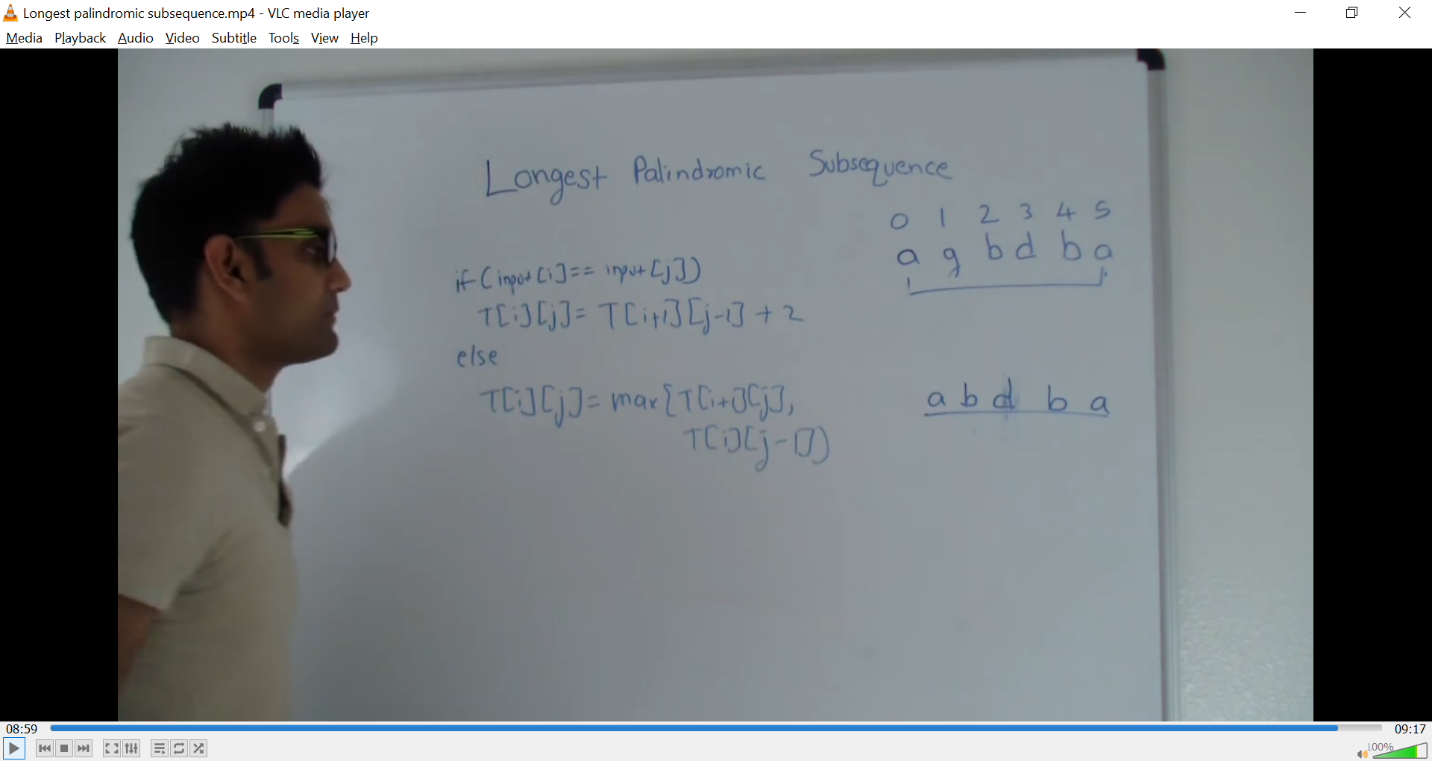 Longest palindromic subsequence.mp4 - VLC media player
Media Playback Audio Video Subtitle Tools View Help
Longest Palindromic Subsequence
0 1 2 3 4 5
a g b d b a
if (input[i]== input[j])
T[i][j]= T[i+1][j-1] + 2
else
T[i][j]= max{T[i+1][j],
T[i][j-1])
a b d b a
08:59
09:17
100%